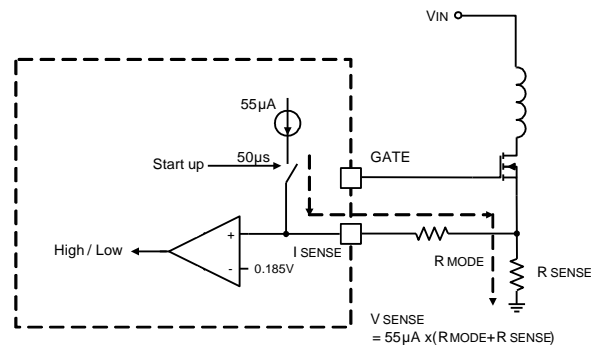 VIN
55µA
Start up
50µs
GATE
High / Low
+
-
0.185V
I SENSE
R MODE
R SENSE
V SENSE
= 55µA x(R MODE+R SENSE)